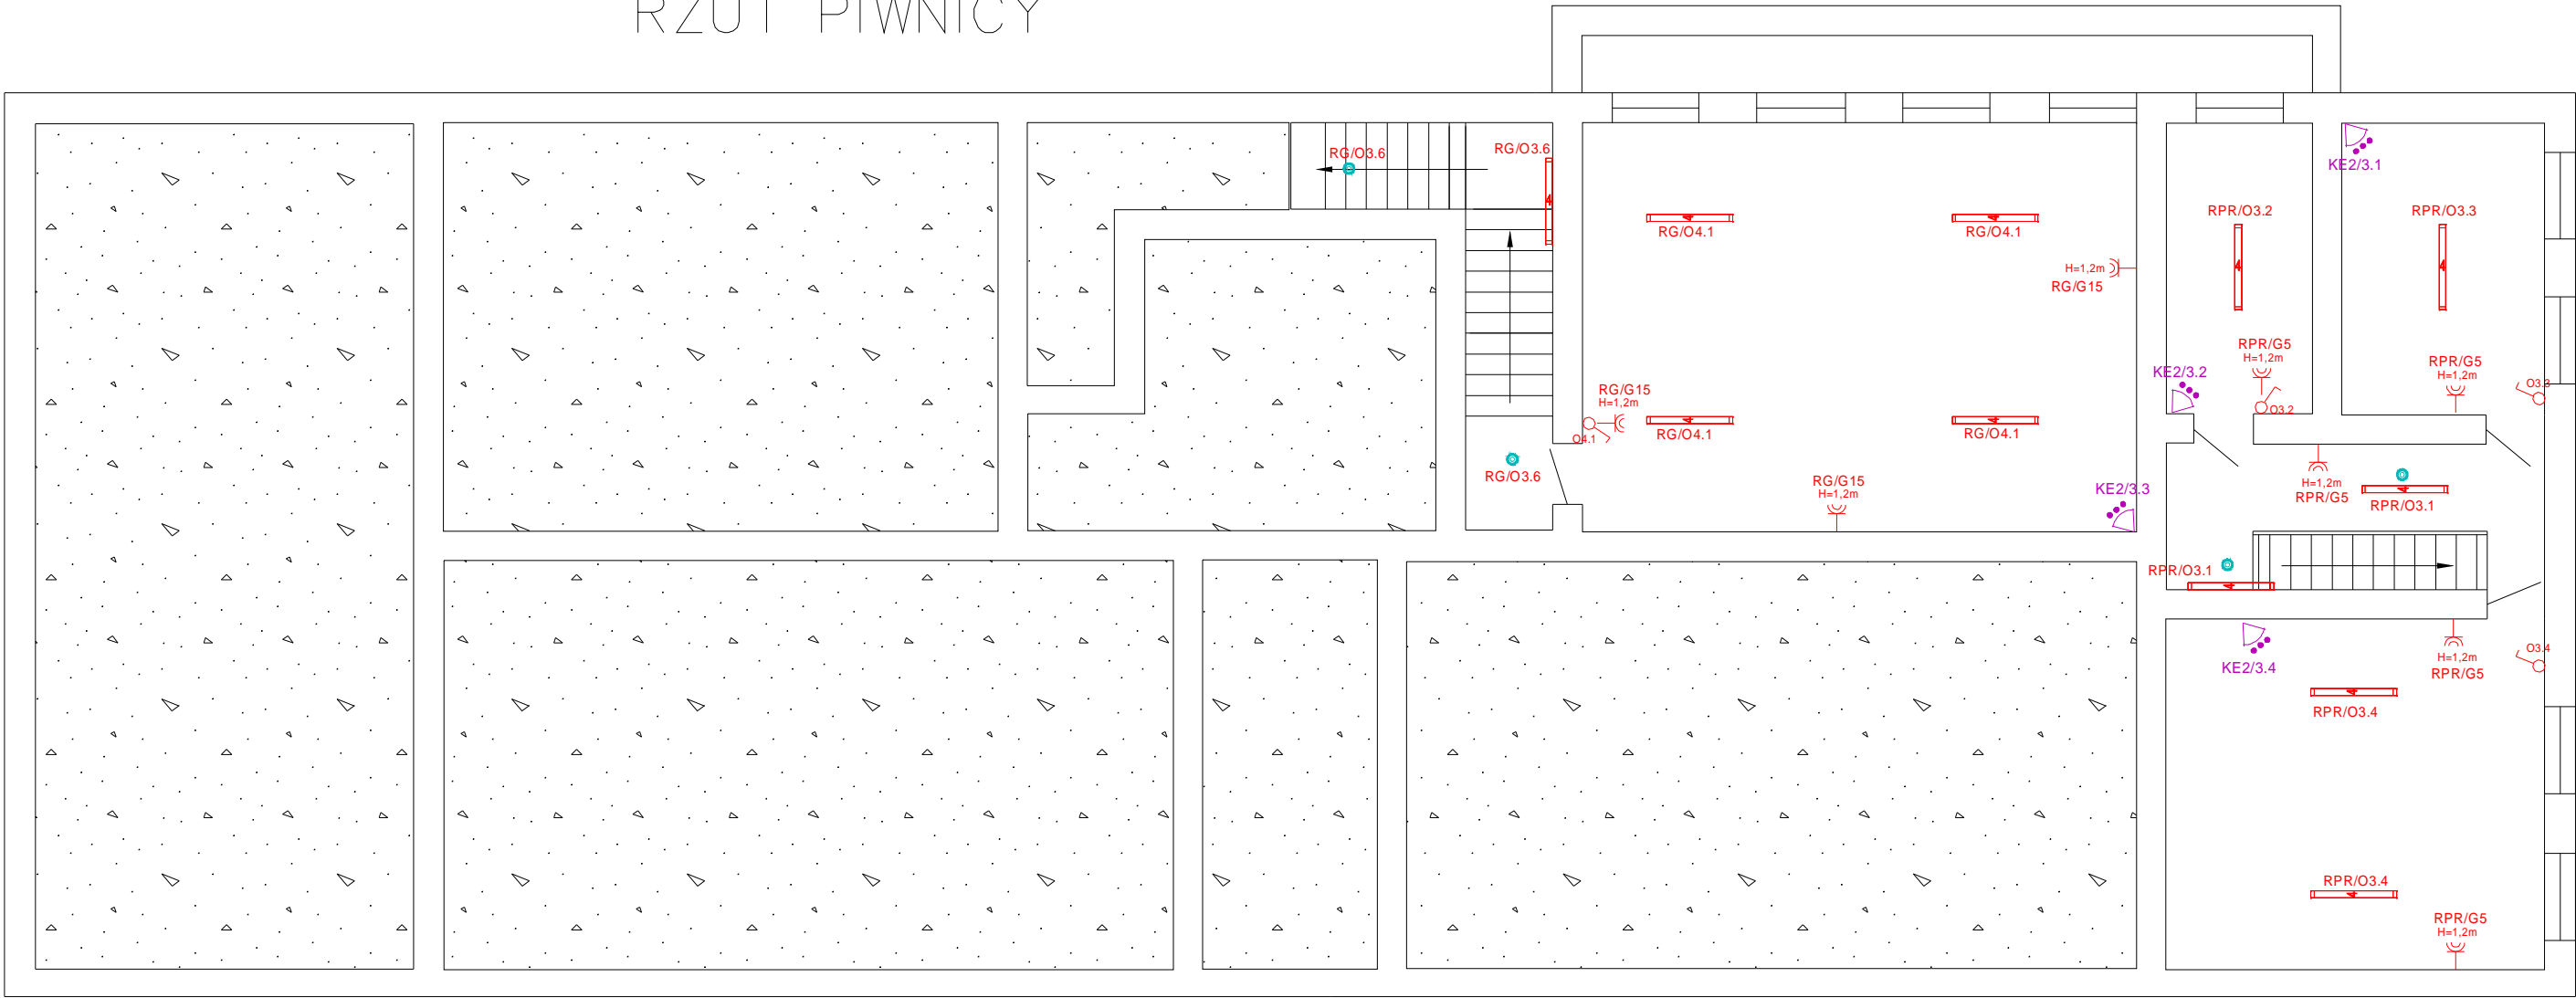 RZUT PIWNICY
RG/O3.6
RG/O3.6
KE2/3.1
RG/O4.1
RG/O4.1
RPR/O3.2
RPR/O3.3
4
4
4
H=1,2m
RG/G15
RPR/G5
H=1,2m
RPR/G5
H=1,2m
KE2/3.2
O3.3
O3.2
RG/G15
H=1,2m
O4.1
RG/O4.1
RG/O4.1
RG/O3.6
RG/G15
H=1,2m
KE2/3.3
H=1,2m
RPR/G5
RPR/O3.1
RPR/O3.1
KE2/3.4
H=1,2m
RPR/G5
O3.4
RPR/O3.4
RPR/O3.4
RPR/G5
H=1,2m